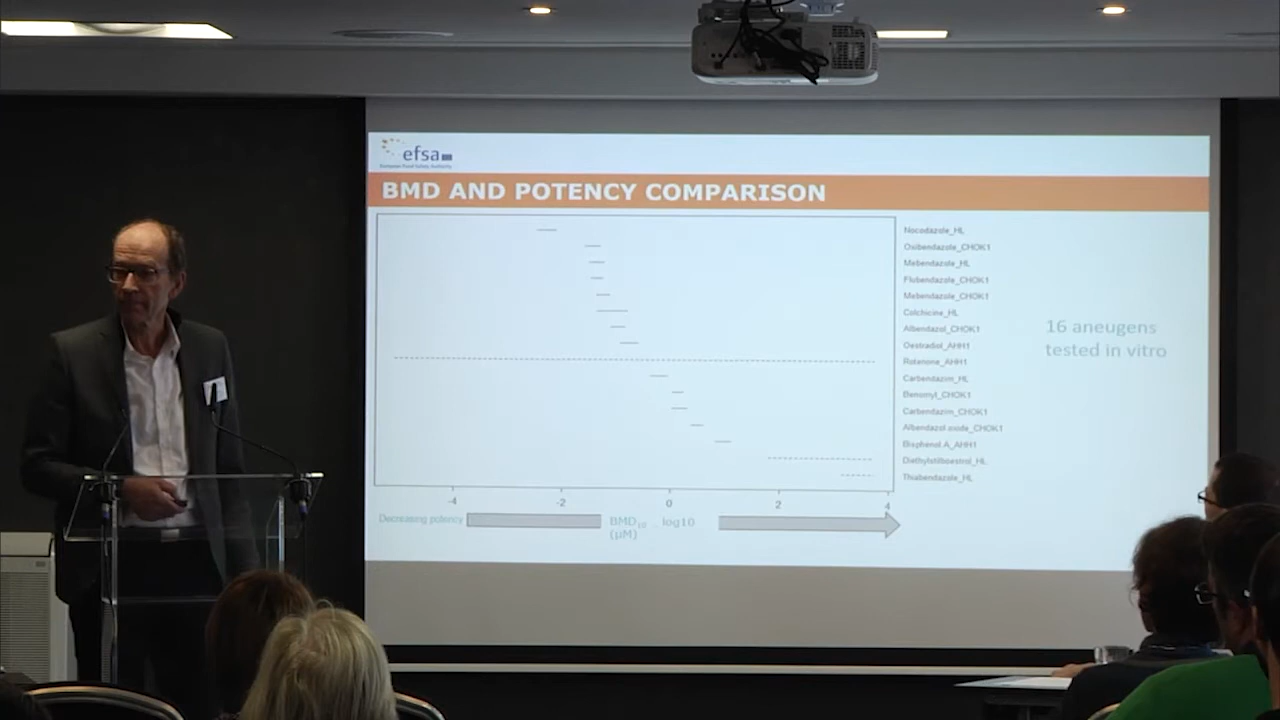 efsa
European Food Safety Authority
BMD AND POTENCY COMPARISON
Nocodazole_HL
Oxibendazole_CHOK1
Mebendazole_HL
Flubendazole_CHOK1
Mebendazole_CHOK1
Colchicine_HL
Albendazol_CHOK1
Oestradiol_AHH1
Rotenone_AHH1
Carbendazim_HL
Benomyl_CHOK1
Carbendazim_CHOK1
Albendazol oxide_CHOK1
Bisphenol A_AHH1
Diethylstilboestrol_HL
Thiabendazole_HL
16 aneugens
tested in vitro
-4 -2 0 2 4
Decreasing potency
BMD10 log10
(µM)